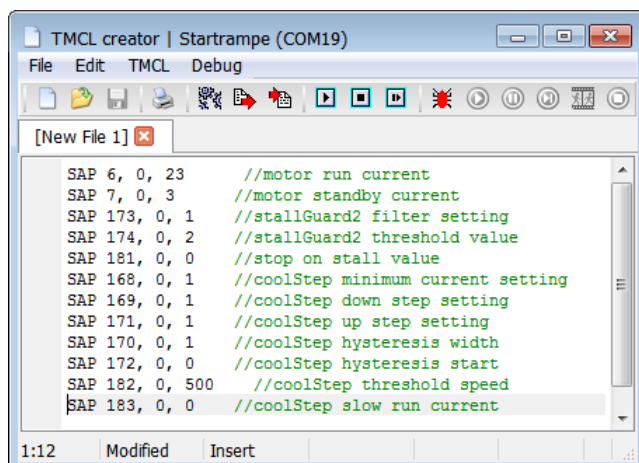 TMCL creator | Startrampe (COM19)
File Edit TMCL Debug
[New File 1]
SAP 6, 0, 23 //motor run current
SAP 7, 0, 3 //motor standby current
SAP 173, 0, 1 //stallGuard2 filter setting
SAP 174, 0, 2 //stallGuard2 threshold value
SAP 181, 0, 0 //stop on stall value
SAP 168, 0, 1 //coolStep minimum current setting
SAP 169, 0, 1 //coolStep down step setting
SAP 171, 0, 1 //coolStep up step setting
SAP 170, 0, 1 //coolStep hysteresis width
SAP 172, 0, 0 //coolStep hysteresis start
SAP 182, 0, 500 //coolStep threshold speed
SAP 183, 0, 0 //coolStep slow run current
1:12 Modified Insert